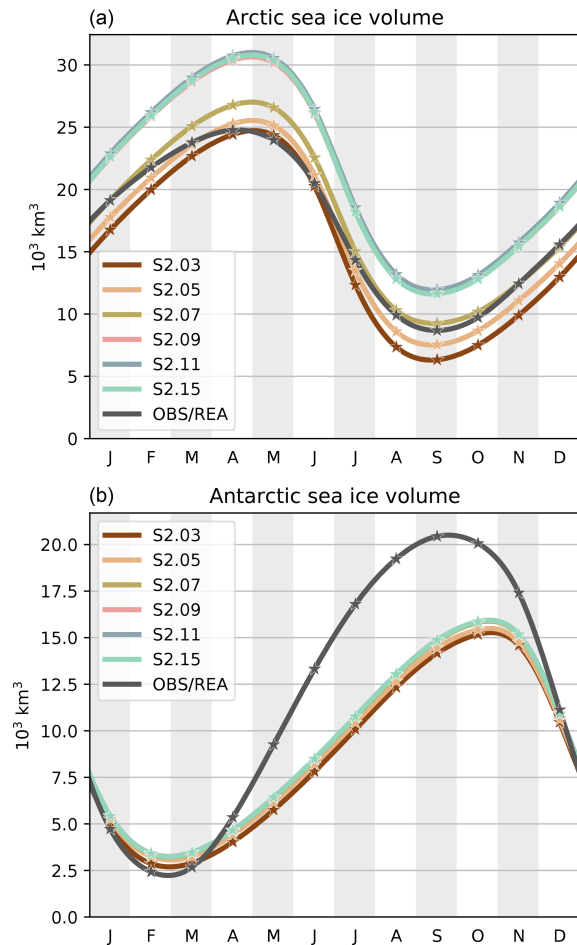 (a) Arctic sea ice volume
30
25
20
15
10
5
0
10³ km³
S2.03
S2.05
S2.07
S2.09
S2.11
S2.15
OBS/REA
J F M A M J J A S O N D
(b) Antarctic sea ice volume
20.0
17.5
15.0
12.5
10.0
7.5
5.0
2.5
0.0
10³ km³
S2.03
S2.05
S2.07
S2.09
S2.11
S2.15
OBS/REA
J F M A M J J A S O N D